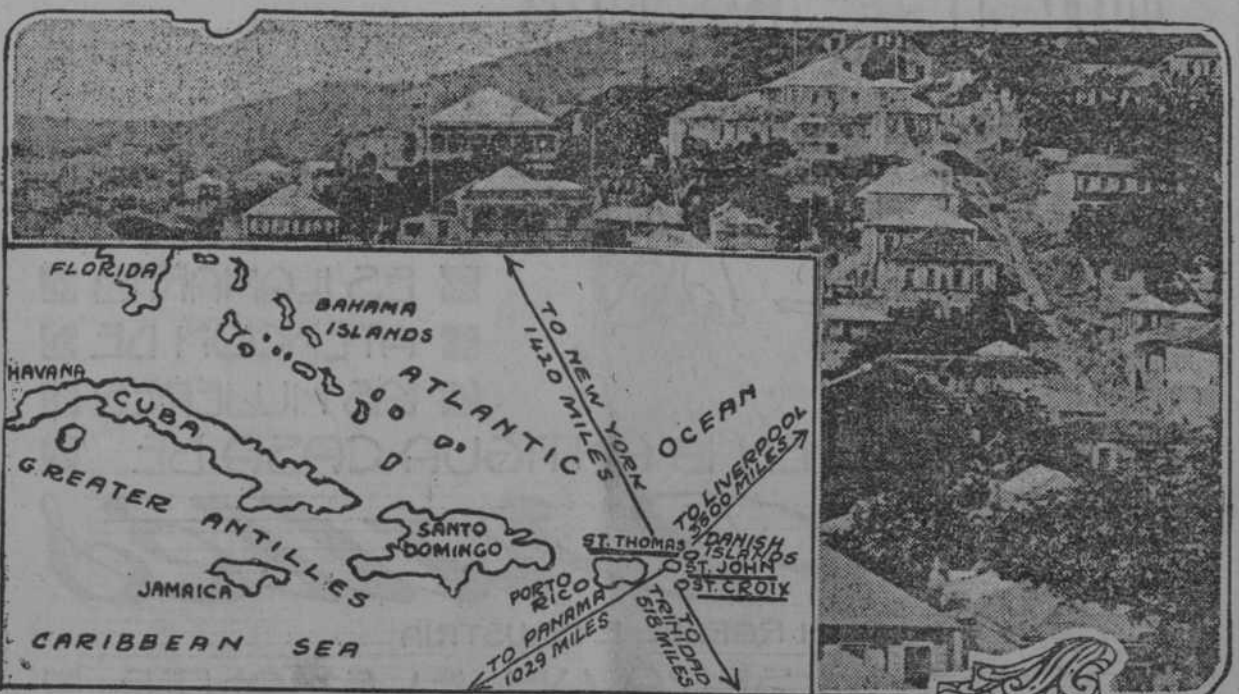 FLORIDA
BAHAMA
ISLANDS
HAVANA
CUBA
ATLANTIC
OCEAN
TO NEW YORK
1420 MILES
TO LIVERPOOL
3600 MILES
GREATER ANTILLES
SANTO
DOMINGO
ST. THOMAS
DANISH
ISLANDS
ST. JOHN
ST. CROIX
JAMAICA
PORTO
RICO
TO PANAMA
1029 MILES
TO
TRINIDAD
518 MILES
CARIBBEAN SEA